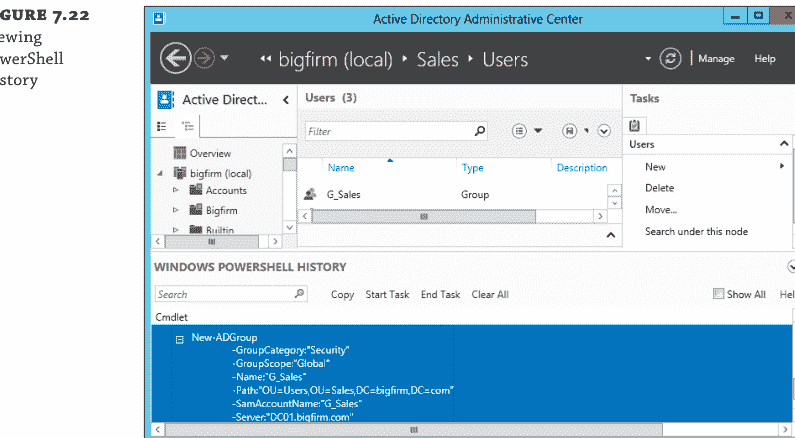 GURE 7.22
ewing
owerShell
story
Active Directory Administrative Center
bigfirm (local) Sales Users
Manage Help
Active Direct...
Users (3)
Tasks
Filter
Users
Overview
Name Type Description
New
bigfirm (local)
Delete
Accounts
G_Sales Group
Move...
Bigfirm
Search under this node
Builtin
WINDOWS POWERSHELL HISTORY
Search Copy Start Task End Task Clear All Show All Hel
Cmdlet
New-ADGroup
-GroupCategory:"Security"
-GroupScope:"Global"
-Name:"G_Sales"
-Path:"OU=Users,OU=Sales,DC=bigfirm,DC=com"
-SamAccountName:"G_Sales"
-Server:"DC01.bigfirm.com"